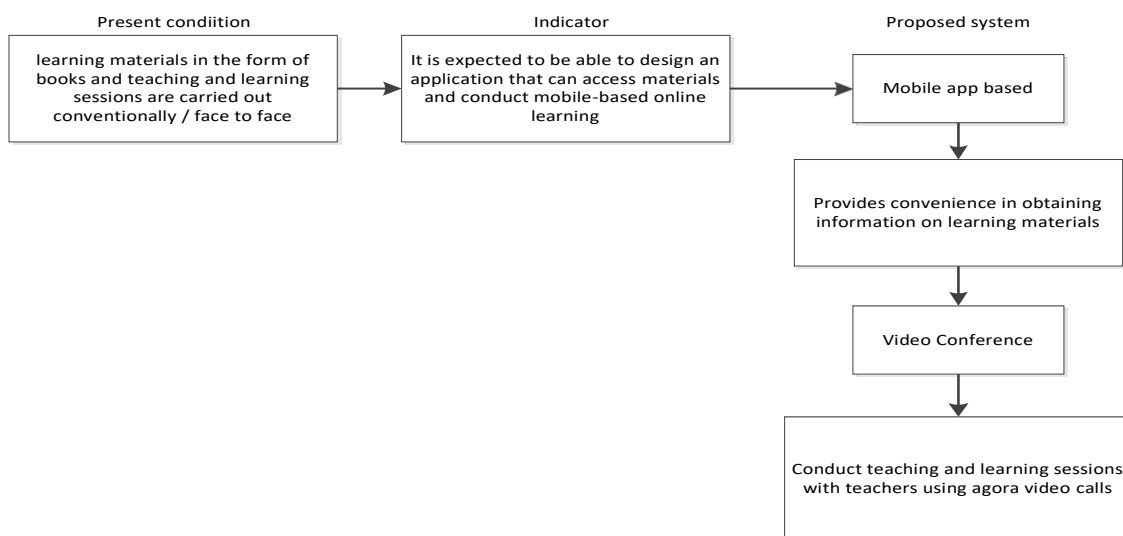 Present condiition
learning materials in the form of
books and teaching and learning
sessions are carried out
conventionally / face to face
Indicator
It is expected to be able to design an
application that can access materials
and conduct mobile-based online
learning
Proposed system
Mobile app based
Provides convenience in obtaining
information on learning materials
Video Conference
Conduct teaching and learning sessions
with teachers using agora video calls